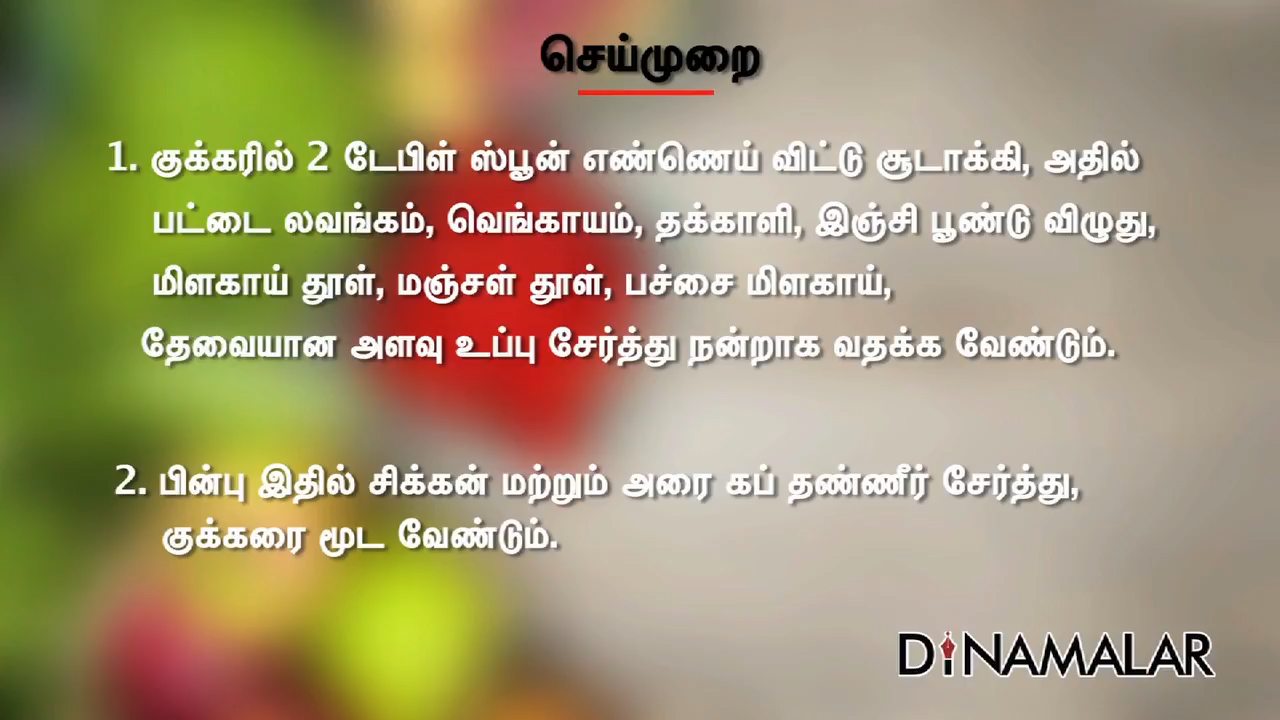 செய்முறை
1. குக்கரில் 2 டேபிள் ஸ்பூன் எண்ணெய் விட்டு சூடாக்கி, அதில்
பட்டை லவங்கம், வெங்காயம், தக்காளி, இஞ்சி பூண்டு விழுது,
மிளகாய் தூள், மஞ்சள் தூள், பச்சை மிளகாய்,
தேவையான அளவு உப்பு சேர்த்து நன்றாக வதக்க வேண்டும்.
2. பின்பு இதில் சிக்கன் மற்றும் அரை கப் தண்ணீர் சேர்த்து,
குக்கரை மூட வேண்டும்.
DINAMALAR